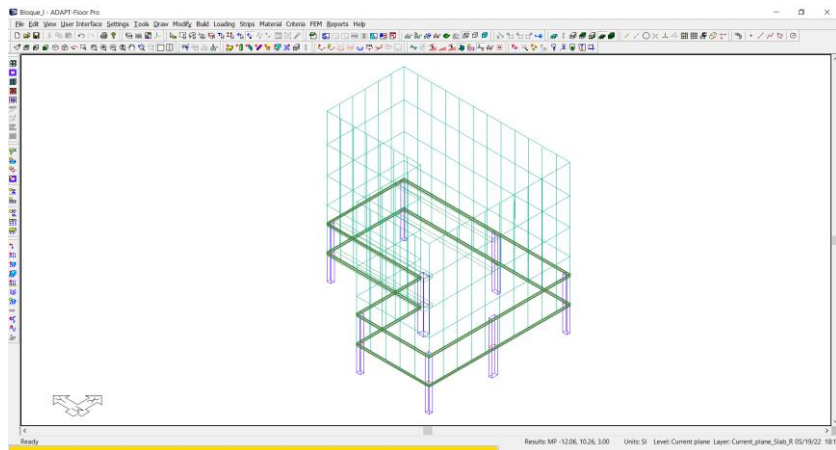 Bloque_I - ADAPT-Floor Pro
File Edit View User Interface Settings Tools Draw Modify Build Loading Strips Material Criteria FEM Reports Help
Ready Results: MP -12.06, 10.26, 3.00 Units: SI Level: Current plane Layer: Current_plane_Slab_R 05/19/22